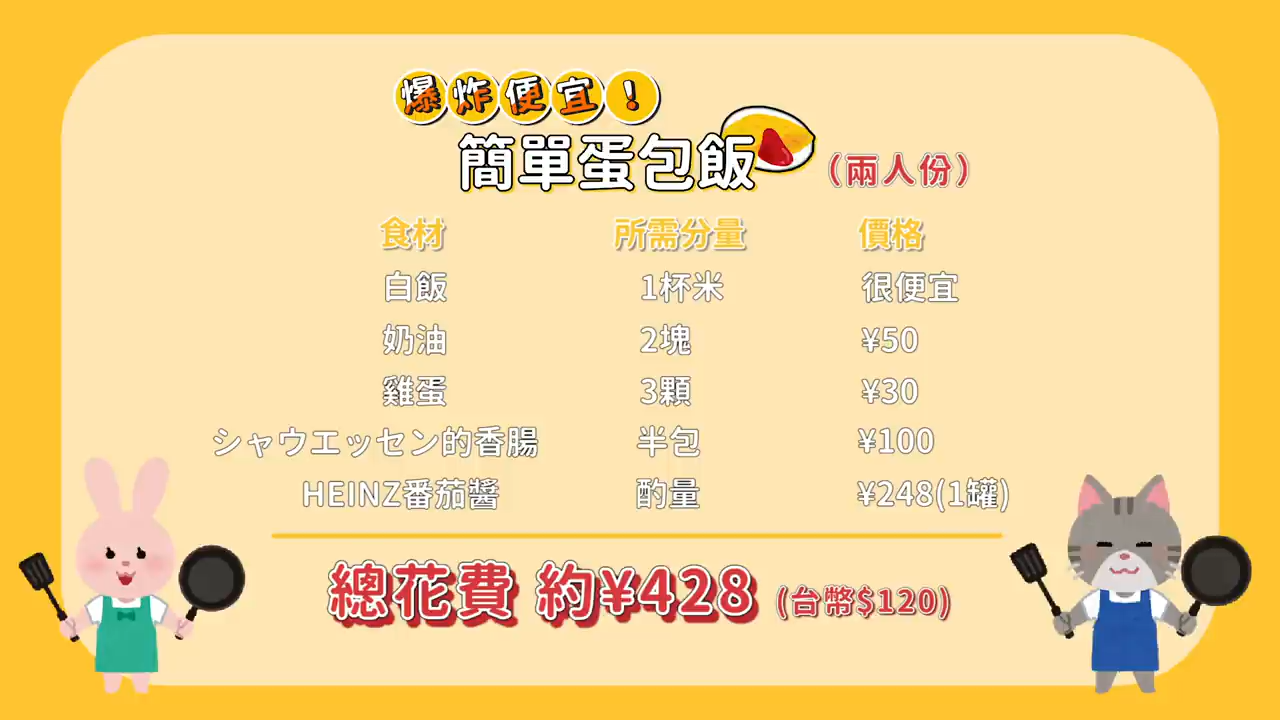 爆炸便宜！
簡單蛋包飯（兩人份）
食材 所需分量 價格
白飯 1杯米 很便宜
奶油 2塊 ¥50
雞蛋 3顆 ¥30
シャウエッセン的香腸 半包 ¥100
HEINZ番茄醬 酌量 ¥248(1罐)
總花費 約¥428 (台幣$120)